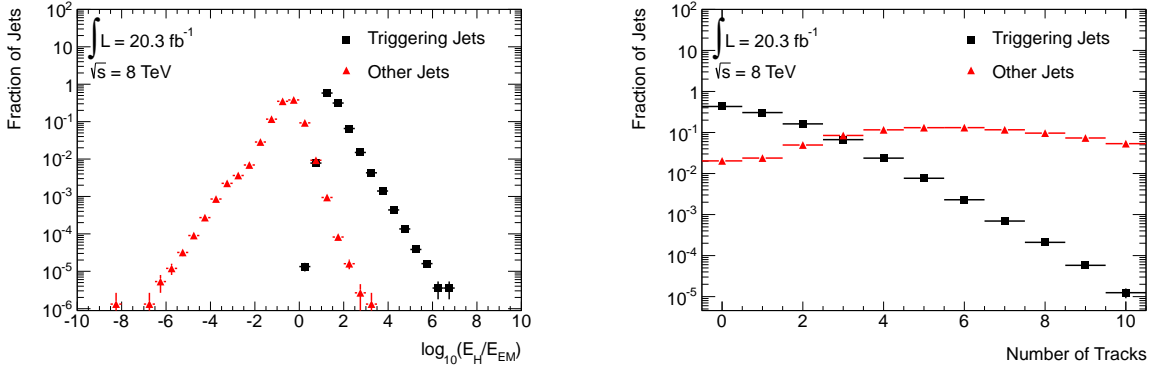 Fraction of Jets
10²
10
1
10⁻¹
10⁻²
10⁻³
10⁻⁴
10⁻⁵
10⁻⁶
∫L = 20.3 fb⁻¹
√s = 8 TeV
Triggering Jets
Other Jets
-10 -8 -6 -4 -2 0 2 4 6 8 10
log₁₀(E_H/E_EM)
Fraction of Jets
10²
10
1
10⁻¹
10⁻²
10⁻³
10⁻⁴
10⁻⁵
∫L = 20.3 fb⁻¹
√s = 8 TeV
Triggering Jets
Other Jets
0 2 4 6 8 10
Number of Tracks